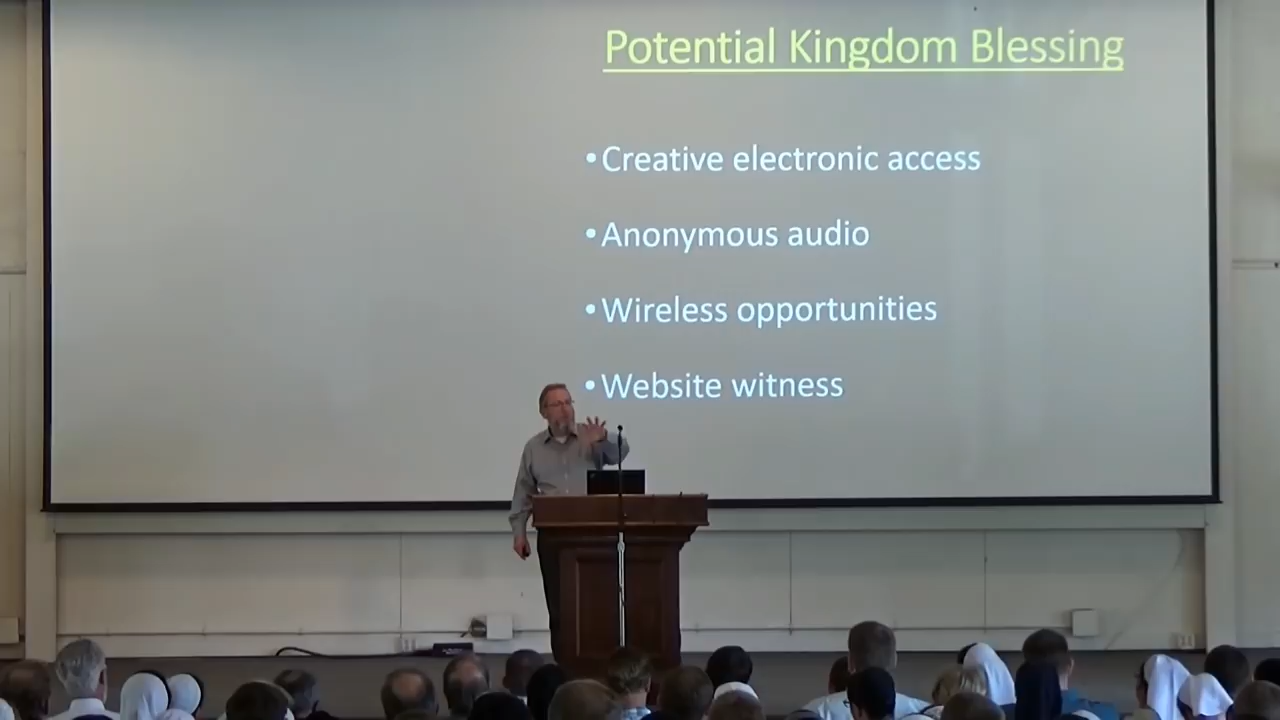 Potential Kingdom Blessing
•Creative electronic access
•Anonymous audio
•Wireless opportunities
•Website witness